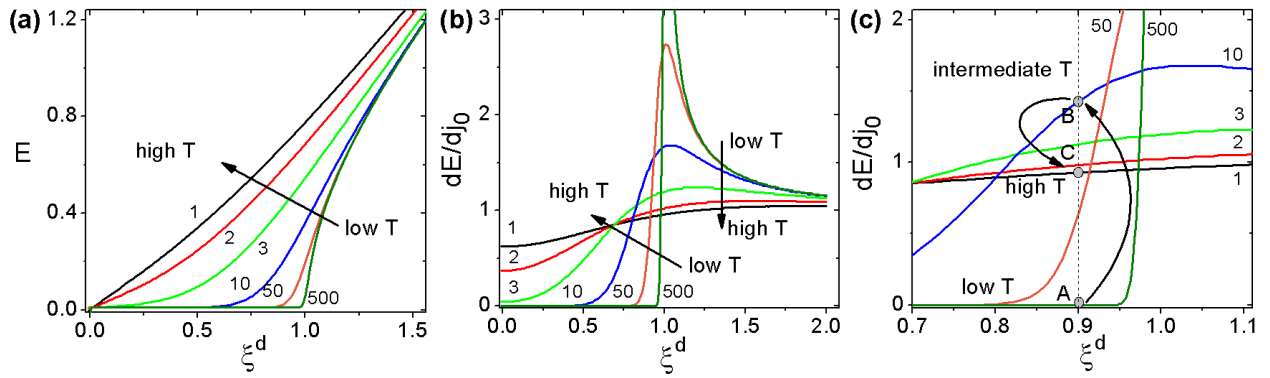 (a)
1.2
0.8
0.4
0.0
E
high T
low T
1
2
3
10
50
500
0.0
0.5
1.0
1.5
ξᵈ
(b)
3
2
1
0
dE/dj₀
low T
high T
high T
low T
1
2
3
10
50
500
0.0
0.5
1.0
1.5
2.0
ξᵈ
(c)
2
1
0
dE/dj₀
50
500
10
intermediate T
B
3
C
2
high T
1
low T
A
0.7
0.8
0.9
1.0
1.1
ξᵈ